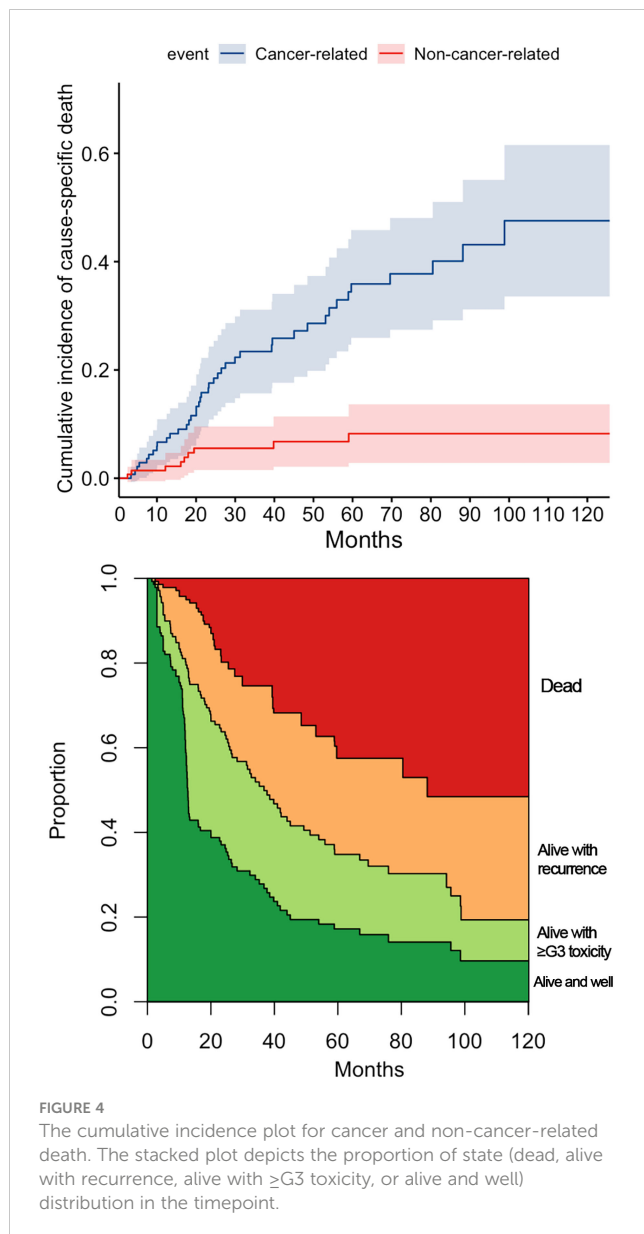 event Cancer-related Non-cancer-related
Cumulative incidence of cause-specific death
0.6
0.4
0.2
0.0
0 10 20 30 40 50 60 70 80 90 100 110 120
Months
Proportion
1.0
0.8
0.6
0.4
0.2
0.0
Dead
Alive with
recurrence
Alive with
≥G3 toxicity
Alive and well
0 20 40 60 80 100 120
Months
FIGURE 4
The cumulative incidence plot for cancer and non-cancer-related
death. The stacked plot depicts the proportion of state (dead, alive
with recurrence, alive with ≥G3 toxicity, or alive and well)
distribution in the timepoint.